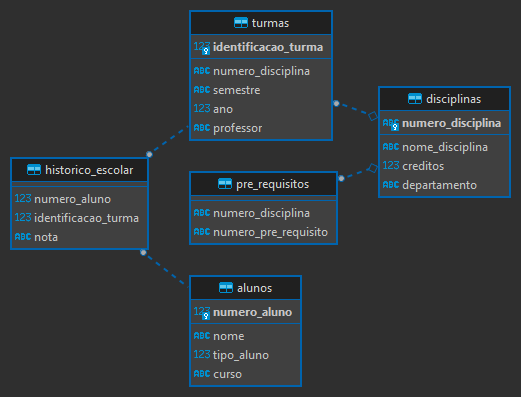 turmas
123 identificacao_turma
ABC numero_disciplina
ABC semestre
123 ano
ABC professor
disciplinas
ABC numero_disciplina
ABC nome_disciplina
123 creditos
ABC departamento
historico_escolar
123 numero_aluno
123 identificacao_turma
ABC nota
pre_requisitos
ABC numero_disciplina
ABC numero_pre_requisito
alunos
123 numero_aluno
ABC nome
123 tipo_aluno
ABC curso